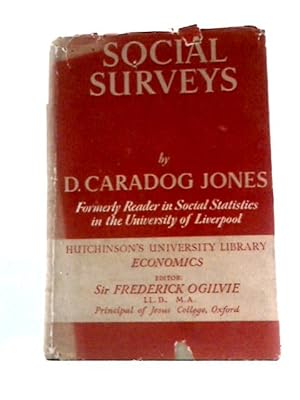 SOCIAL
SURVEYS
by
D. CARADOG JONES
Formerly Reader in Social Statistics
in the University of Liverpool
HUTCHINSON'S UNIVERSITY LIBRARY
ECONOMICS
EDITOR:
Sir FREDERICK OGILVIE
LL.D., M.A.
Principal of Jesus College, Oxford